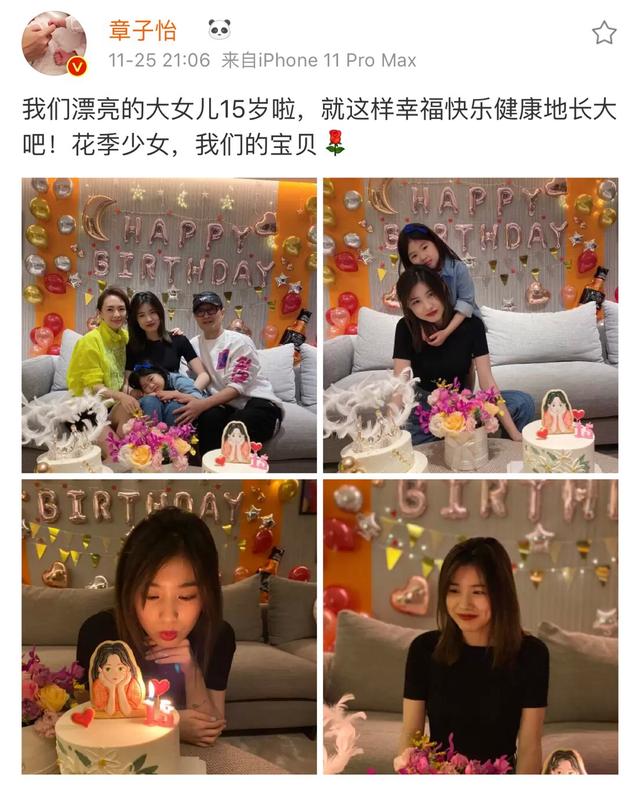 章子怡
11-25 21:06 来自iPhone 11 Pro Max
我们漂亮的大女儿15岁啦，就这样幸福快乐健康地长大
吧！花季少女，我们的宝贝🌹
HAPPY
BIRTHDAY
HAPPY
BIRTHDAY
BIRTHDAY
15
BIRTH